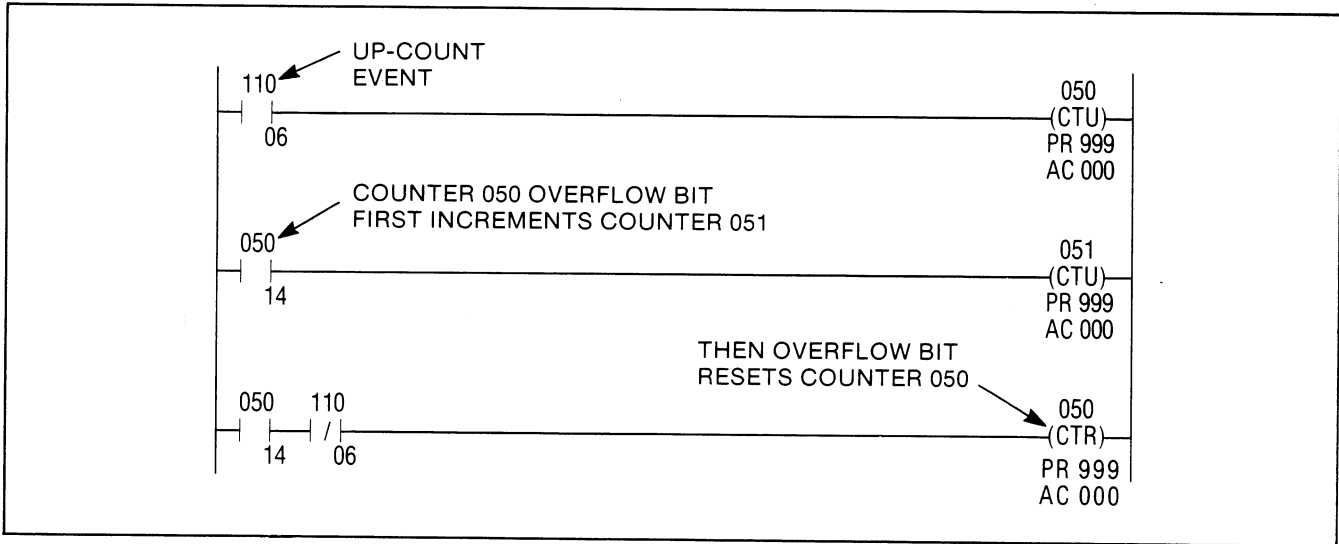 UP-COUNT
EVENT
110
06
050
(CTU)
PR 999
AC 000
COUNTER 050 OVERFLOW BIT
FIRST INCREMENTS COUNTER 051
050
14
051
(CTU)
PR 999
AC 000
THEN OVERFLOW BIT
RESETS COUNTER 050
050
110
14
06
050
(CTR)
PR 999
AC 000